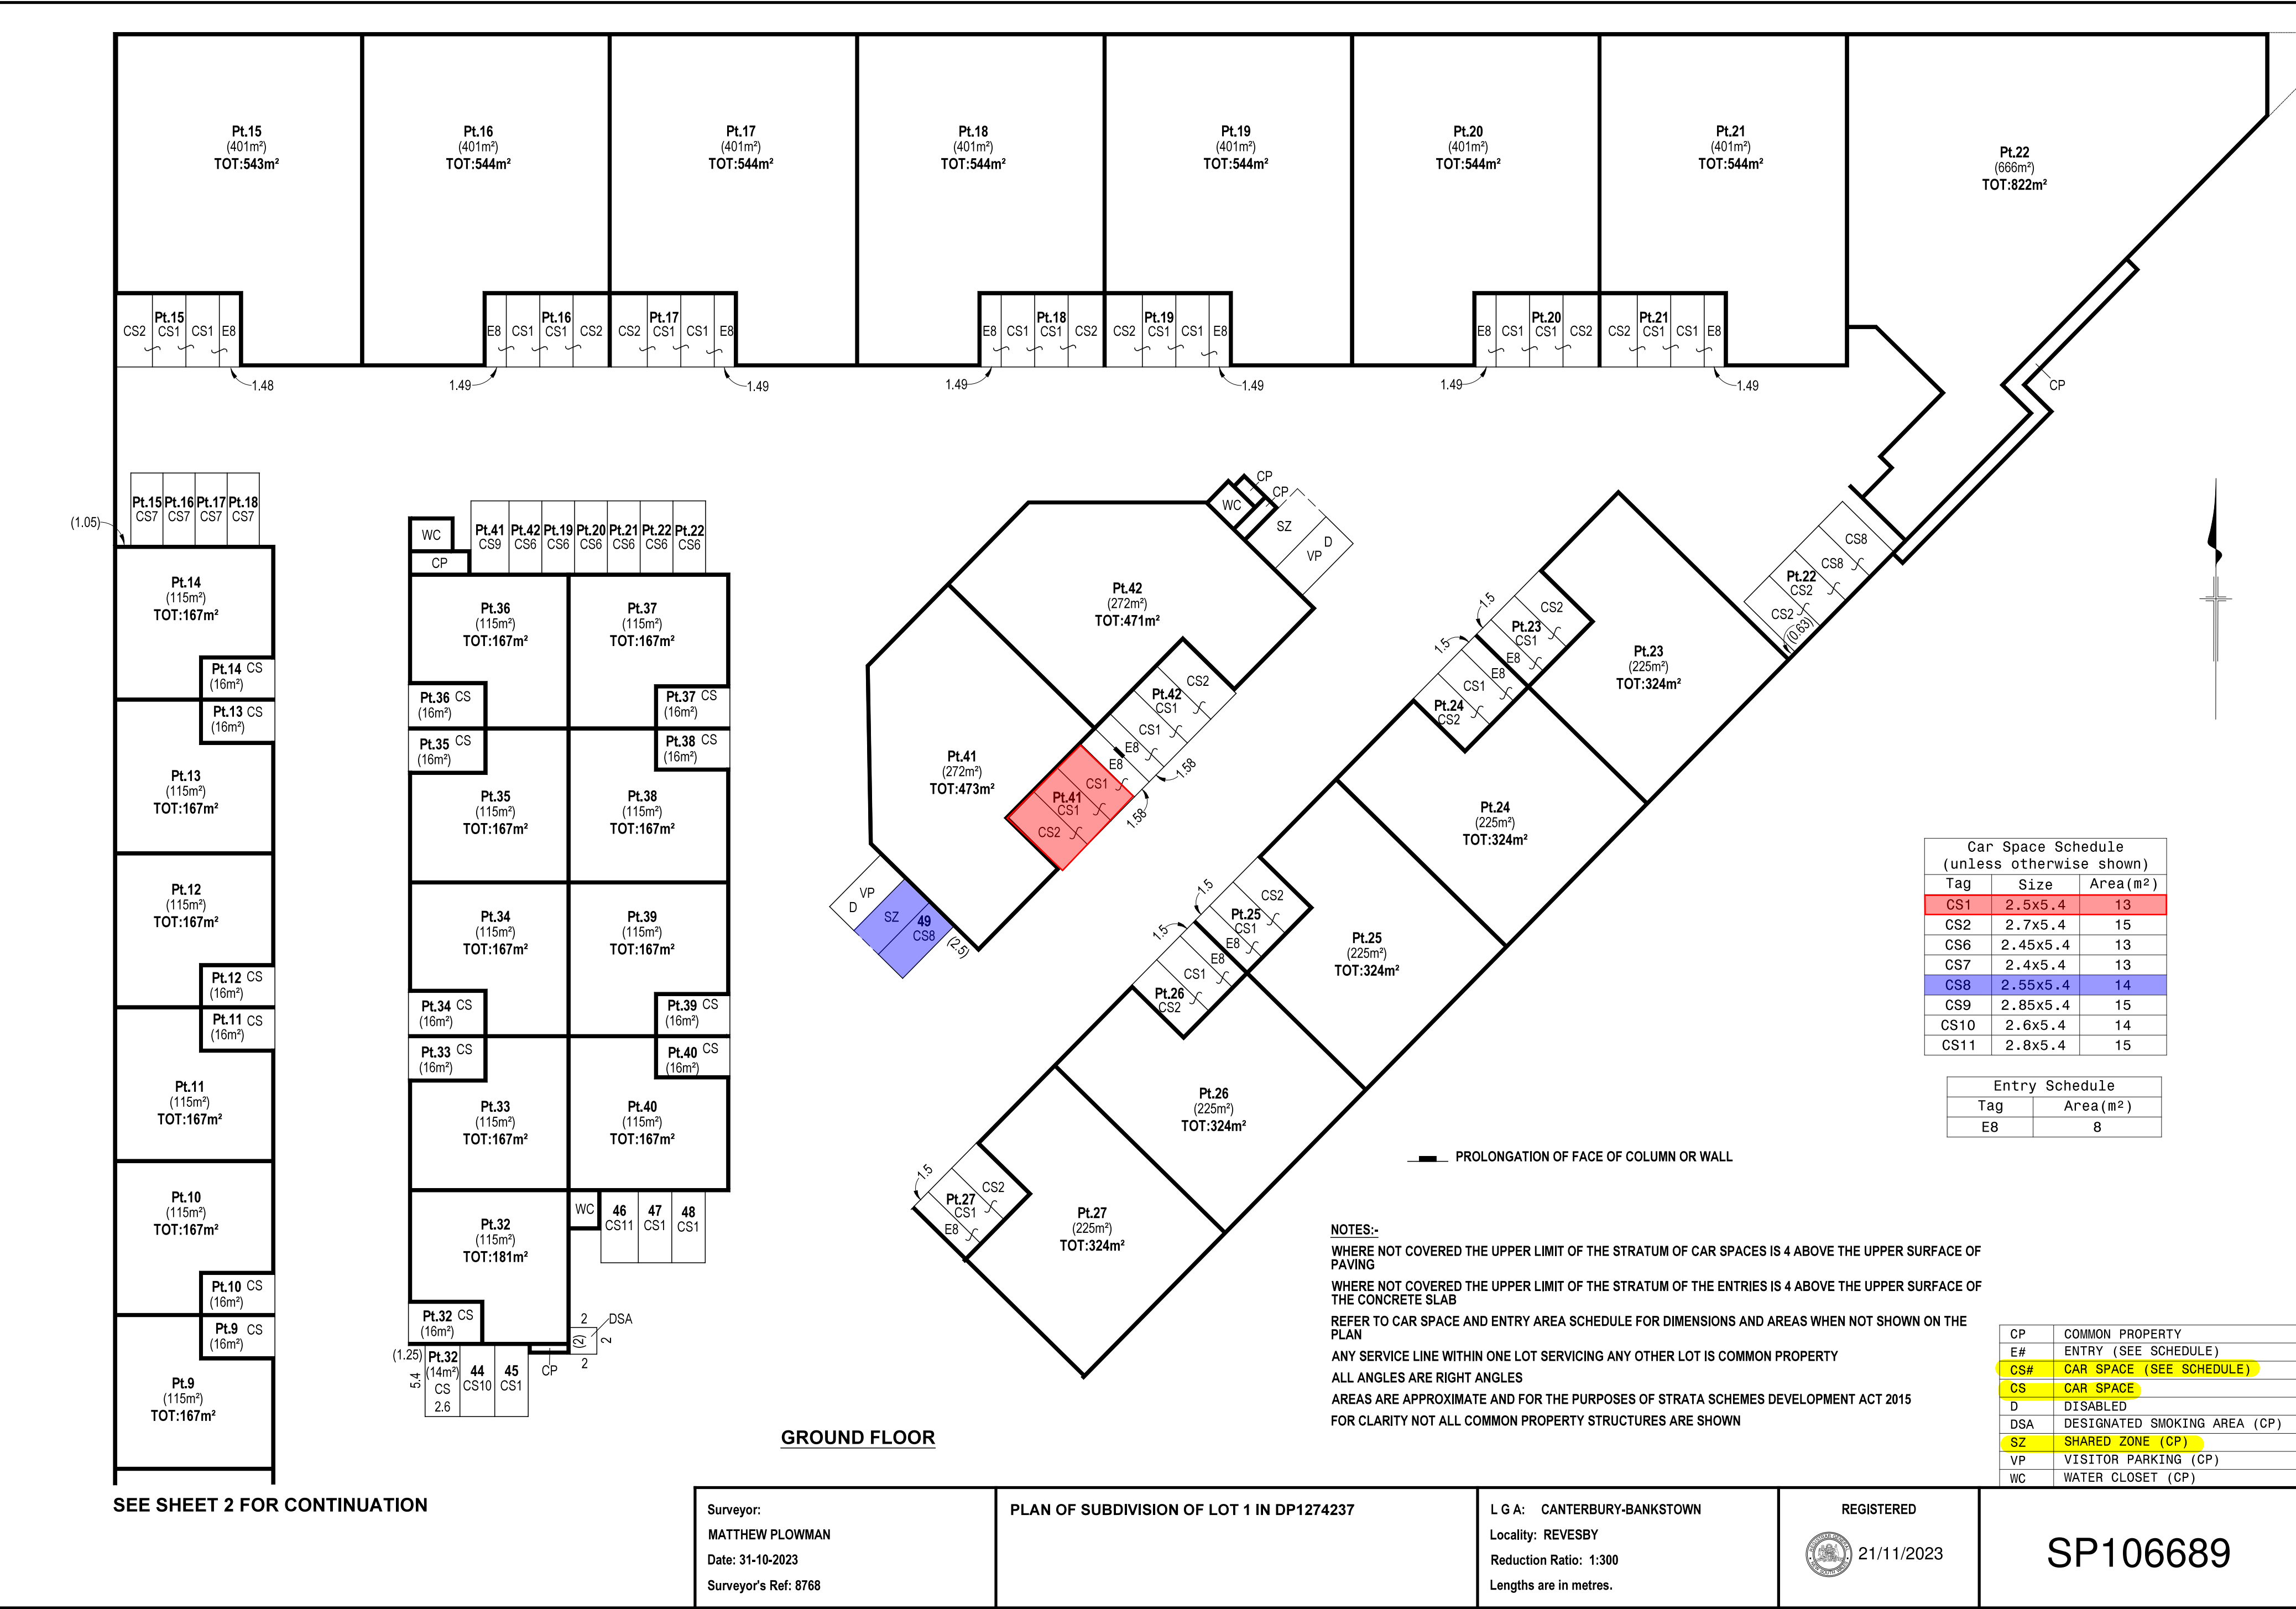 Pt.15
(401m²)
TOT:543m²
Pt.16
(401m²)
TOT:544m²
Pt.17
(401m²)
TOT:544m²
Pt.18
(401m²)
TOT:544m²
Pt.19
(401m²)
TOT:544m²
Pt.20
(401m²)
TOT:544m²
Pt.21
(401m²)
TOT:544m²
Pt.22
(666m²)
TOT:822m²
CS2 Pt.15 CS1 CS1 E8
1.48
E8 CS1 Pt.16 CS1 CS2
1.49
CS2 Pt.17 CS1 CS1 E8
1.49
E8 CS1 Pt.18 CS1 CS2
1.49
CS2 Pt.19 CS1 CS1 E8
1.49
E8 CS1 Pt.20 CS1 CS2
1.49
CS2 Pt.21 CS1 CS1 E8
1.49
CP
Pt.15 Pt.16 Pt.17 Pt.18
CS7 CS7 CS7 CS7
(1.05)
Pt.14
(115m²)
TOT:167m²
Pt.14 CS
(16m²)
Pt.13 CS
(16m²)
Pt.13
(115m²)
TOT:167m²
Pt.12
(115m²)
TOT:167m²
Pt.12 CS
(16m²)
Pt.11 CS
(16m²)
Pt.11
(115m²)
TOT:167m²
Pt.10
(115m²)
TOT:167m²
Pt.10 CS
(16m²)
Pt.9 CS
(16m²)
Pt.9
(115m²)
TOT:167m²
WC
CP
Pt.41 Pt.42 Pt.19 Pt.20 Pt.21 Pt.22 Pt.22
CS9 CS6 CS6 CS6 CS6 CS6 CS6
Pt.36
(115m²)
TOT:167m²
Pt.37
(115m²)
TOT:167m²
Pt.36 CS
(16m²)
Pt.37 CS
(16m²)
Pt.35 CS
(16m²)
Pt.38 CS
(16m²)
Pt.35
(115m²)
TOT:167m²
Pt.38
(115m²)
TOT:167m²
Pt.34
(115m²)
TOT:167m²
Pt.39
(115m²)
TOT:167m²
Pt.34 CS
(16m²)
Pt.39 CS
(16m²)
Pt.33 CS
(16m²)
Pt.40 CS
(16m²)
Pt.33
(115m²)
TOT:167m²
Pt.40
(115m²)
TOT:167m²
Pt.32
(115m²)
TOT:181m²
WC
46 47 48
CS11 CS1 CS1
Pt.32 CS
(16m²)
2
DSA
(2)
2
2
CP
(1.25)
5.4
Pt.32
(14m²)
CS
2.6
44
CS10
45
CS1
WC
CP
CP
SZ
D
VP
Pt.42
(272m²)
TOT:471m²
CS2
Pt.42
CS1
CS1
E8
1.58
Pt.41
(272m²)
TOT:473m²
E8
CS1
Pt.41
CS1
CS2
1.58
VP
D
SZ
49
CS8
(2.5)
CS8
CS8
Pt.22
CS2
CS2
(0.63)
1.5
CS2
Pt.23
CS1
E8
Pt.23
(225m²)
TOT:324m²
1.5
E8
CS1
Pt.24
CS2
Pt.24
(225m²)
TOT:324m²
1.5
CS2
Pt.25
CS1
E8
Pt.25
(225m²)
TOT:324m²
1.5
E8
CS1
Pt.26
CS2
Pt.26
(225m²)
TOT:324m²
1.5
CS2
Pt.27
CS1
E8
Pt.27
(225m²)
TOT:324m²
Car Space Schedule
(unless otherwise shown)
Tag Size Area(m²)
CS1 2.5x5.4 13
CS2 2.7x5.4 15
CS6 2.45x5.4 13
CS7 2.4x5.4 13
CS8 2.55x5.4 14
CS9 2.85x5.4 15
CS10 2.6x5.4 14
CS11 2.8x5.4 15
Entry Schedule
Tag Area(m²)
E8 8
PROLONGATION OF FACE OF COLUMN OR WALL
NOTES:-
WHERE NOT COVERED THE UPPER LIMIT OF THE STRATUM OF CAR SPACES IS 4 ABOVE THE UPPER SURFACE OF
PAVING
WHERE NOT COVERED THE UPPER LIMIT OF THE STRATUM OF THE ENTRIES IS 4 ABOVE THE UPPER SURFACE OF
THE CONCRETE SLAB
REFER TO CAR SPACE AND ENTRY AREA SCHEDULE FOR DIMENSIONS AND AREAS WHEN NOT SHOWN ON THE
PLAN
ANY SERVICE LINE WITHIN ONE LOT SERVICING ANY OTHER LOT IS COMMON PROPERTY
ALL ANGLES ARE RIGHT ANGLES
AREAS ARE APPROXIMATE AND FOR THE PURPOSES OF STRATA SCHEMES DEVELOPMENT ACT 2015
FOR CLARITY NOT ALL COMMON PROPERTY STRUCTURES ARE SHOWN
CP COMMON PROPERTY
E# ENTRY (SEE SCHEDULE)
CS# CAR SPACE (SEE SCHEDULE)
CS CAR SPACE
D DISABLED
DSA DESIGNATED SMOKING AREA (CP)
SZ SHARED ZONE (CP)
VP VISITOR PARKING (CP)
WC WATER CLOSET (CP)
GROUND FLOOR
SEE SHEET 2 FOR CONTINUATION
Surveyor:
MATTHEW PLOWMAN
Date: 31-10-2023
Surveyor's Ref: 8768
PLAN OF SUBDIVISION OF LOT 1 IN DP1274237
L G A: CANTERBURY-BANKSTOWN
Locality: REVESBY
Reduction Ratio: 1:300
Lengths are in metres.
REGISTERED
21/11/2023
SP106689